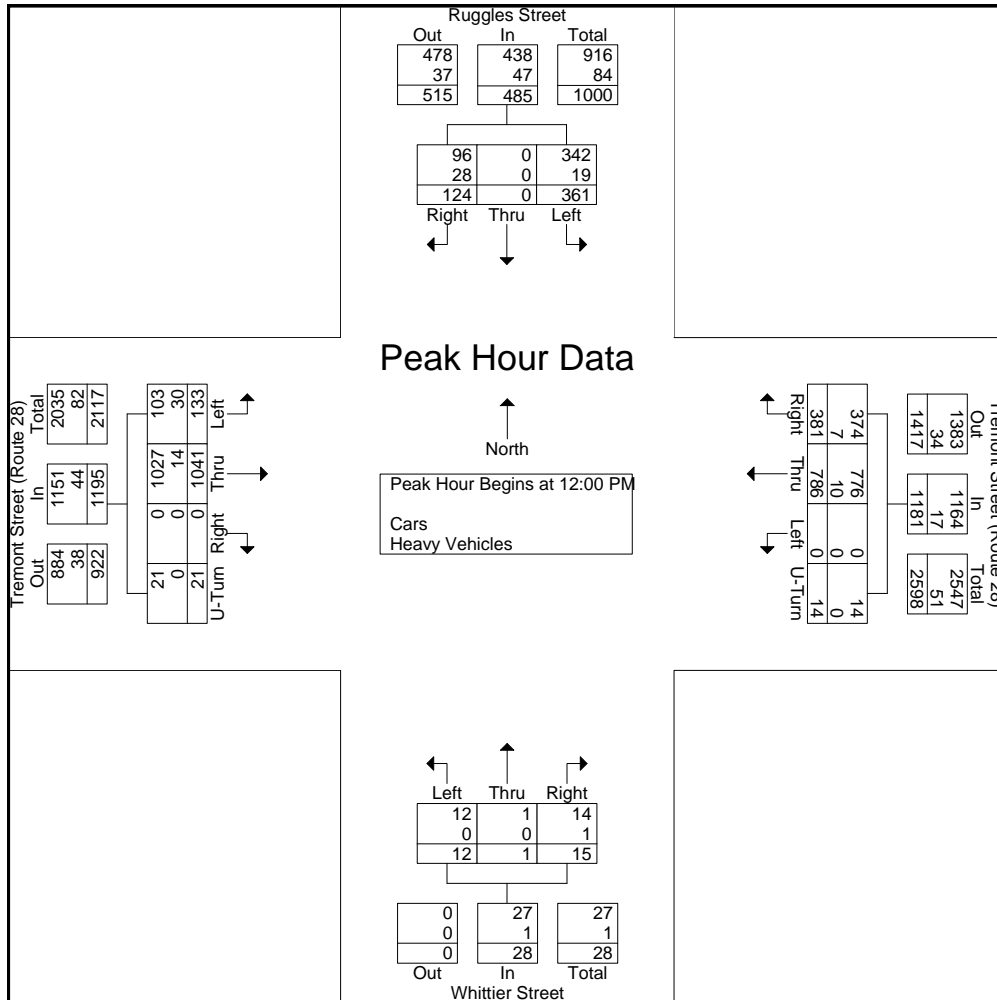 Ruggles Street
Out In Total
478 438 916
37 47 84
515 485 1000
96 0 342
28 0 19
124 0 361
Right Thru Left
Peak Hour Data
North
Peak Hour Begins at 12:00 PM
Cars
Heavy Vehicles
Tremont Street (Route 28)
Total In Out
2035 1151 884
82 44 38
2117 1195 922
103 1027 0 21
30 14 0 0
133 1041 0 21
Left Thru Right U-Turn
Tremont Street (Route 28)
Out In Total
1383 1164 2547
34 17 51
1417 1181 2598
374 776 0 14
7 10 0 0
381 786 0 14
Right Thru Left U-Turn
Left Thru Right
12 1 14
0 0 1
12 1 15
0 27 27
0 1 1
0 28 28
Out In Total
Whittier Street